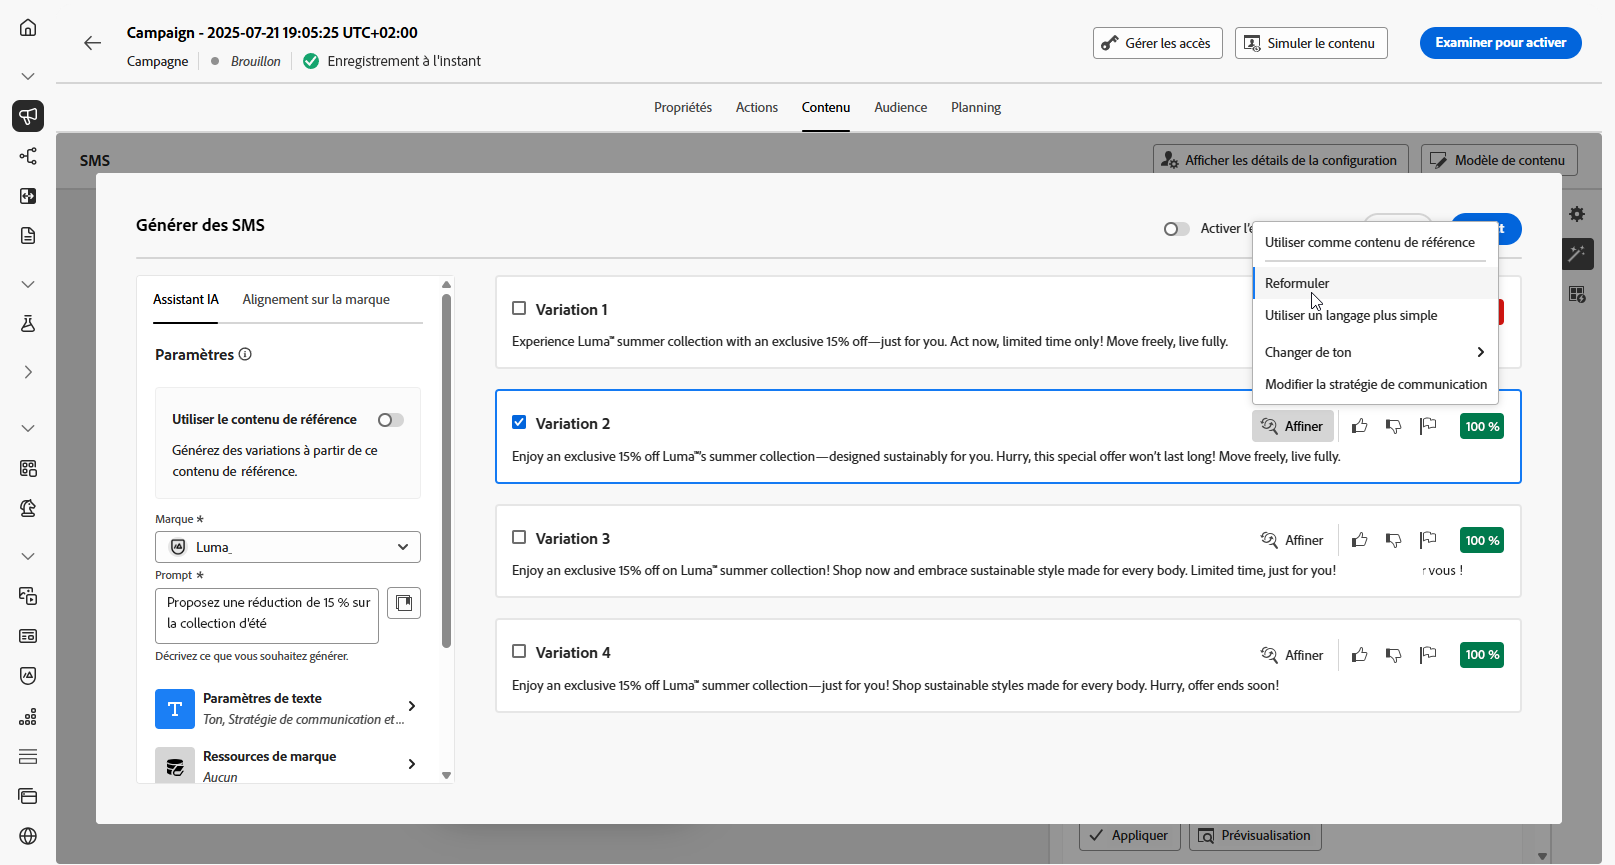 Campaign - 2025-07-21 19:05:25 UTC+02:00
Campagne
Brouillon
Enregistrement à l'instant
Gérer les accès
Simuler le contenu
Examiner pour activer
Propriétés
Actions
Contenu
Audience
Planning
SMS
Afficher les détails de la configuration
Modèle de contenu
Générer des SMS
Activer l'e
t
Utiliser comme contenu de référence
Reformuler
Utiliser un langage plus simple
Changer de ton
Modifier la stratégie de communication
Assistant IA
Alignement sur la marque
Paramètres
Utiliser le contenu de référence
Générez des variations à partir de ce
contenu de référence.
Marque *
Luma_
Prompt *
Proposez une réduction de 15 % sur
la collection d'été
Décrivez ce que vous souhaitez générer.
T
Paramètres de texte
Ton, Stratégie de communication et...
Ressources de marque
Aucun
Variation 1
Experience Luma™ summer collection with an exclusive 15% off—just for you. Act now, limited time only! Move freely, live fully.
Variation 2
Affiner
100 %
Enjoy an exclusive 15% off Luma™'s summer collection—designed sustainably for you. Hurry, this special offer won't last long! Move freely, live fully.
Variation 3
Affiner
100 %
Enjoy an exclusive 15% off on Luma™ summer collection! Shop now and embrace sustainable style made for every body. Limited time, just for you!
r vous !
Variation 4
Affiner
100 %
Enjoy an exclusive 15% off Luma™ summer collection—just for you! Shop sustainable styles made for every body. Hurry, offer ends soon!
Appliquer
Prévisualisation